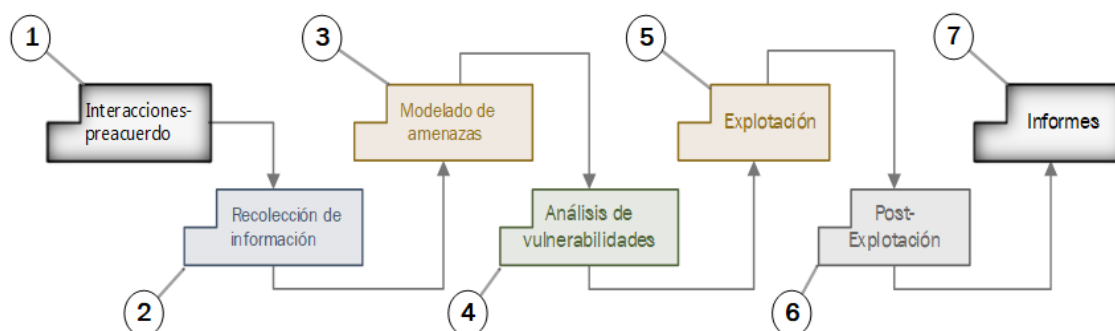 1
Interacciones-
preacuerdo
2
Recolección de
información
3
Modelado de
amenazas
4
Análisis de
vulnerabilidades
5
Explotación
6
Post-
Explotación
7
Informes